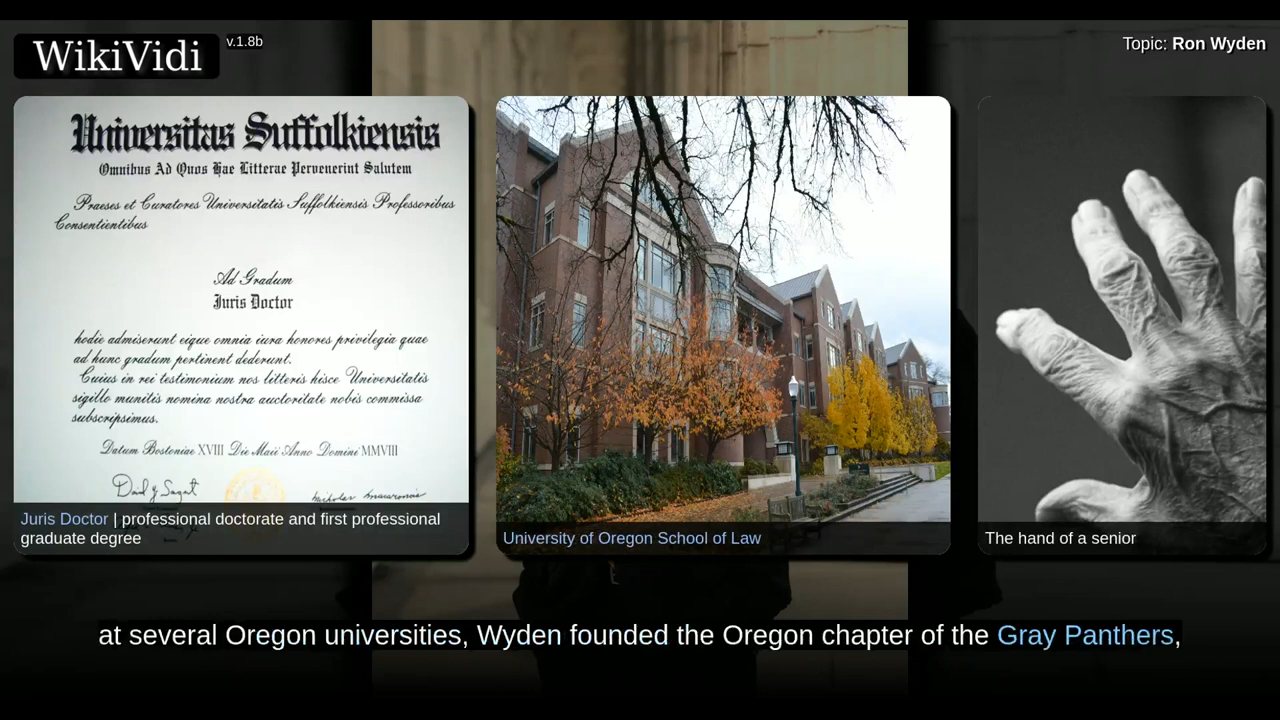 WikiVidi v.1.8b
Topic: Ron Wyden
Universitas Suffolkiensis
Omnibus Ad Quos Hae Litterae Pervenerint Salutem
Praeses et Curatores Universitatis Suffolkiensis Professoribus
Consentientibus
Ad Gradum
Juris Doctor
hodie admiserunt eique omnia iura honores privilegia quae
ad hunc gradum pertinent dederunt.
Cuius in rei testimonium nos litteris hisce Universitatis
sigillo munitis nomina nostra auctoritate nobis commissa
subscripsimus.
Datum Bostoniae XVIII Die Maii Anno Domini MMVIII
Juris Doctor | professional doctorate and first professional
graduate degree
University of Oregon School of Law
The hand of a senior
at several Oregon universities, Wyden founded the Oregon chapter of the Gray Panthers,